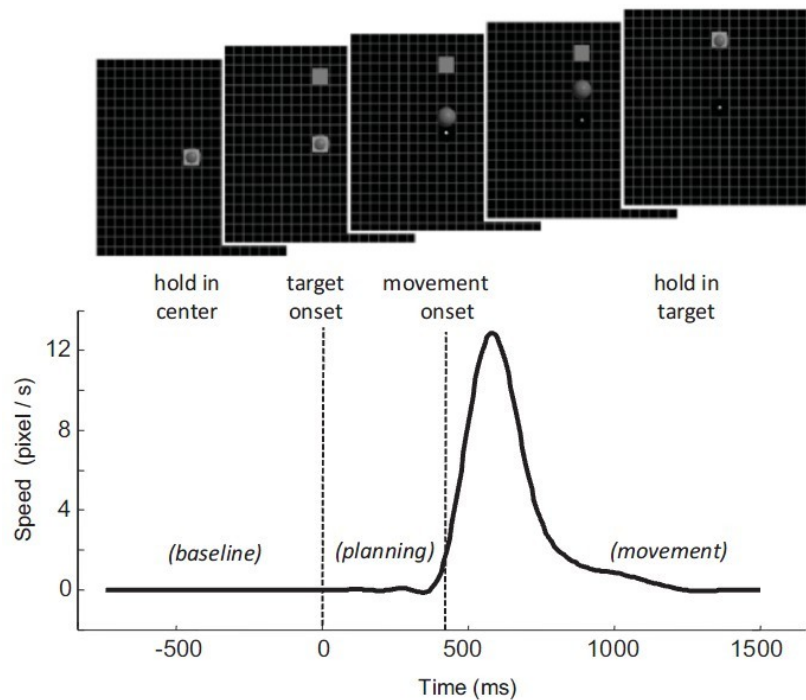 hold in
center
target
onset
movement
onset
hold in
target
12
8
4
0
Speed (pixel / s)
(baseline)
(planning)
(movement)
-500
0
500
1000
1500
Time (ms)